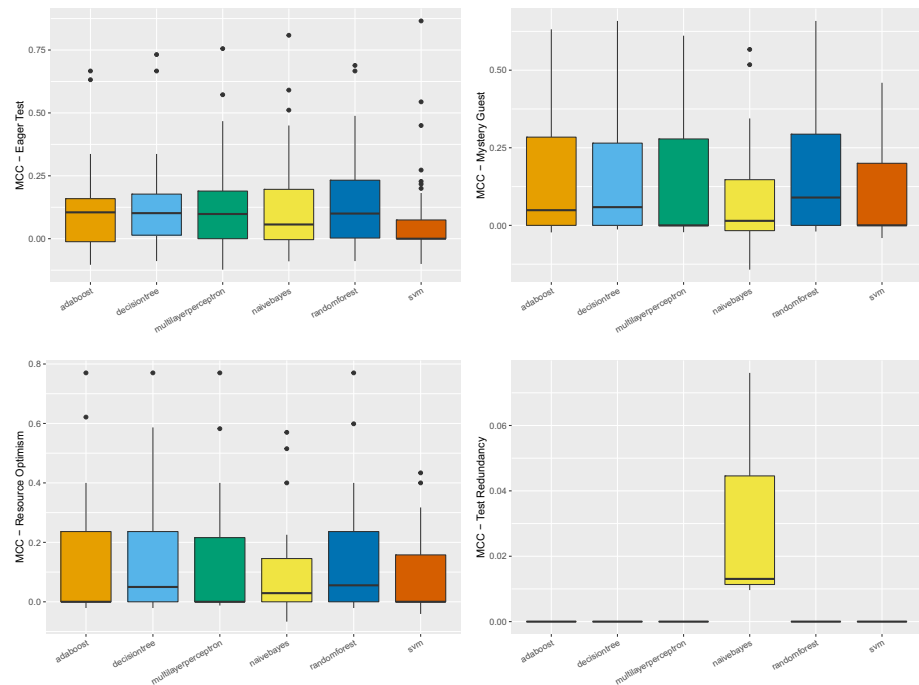 MCC − Eager Test
0.75
0.50
0.25
0.00
adaboost
decisiontree
multilayerperceptron
naivebayes
randomforest
svm
MCC − Mystery Guest
0.50
0.25
0.00
adaboost
decisiontree
multilayerperceptron
naivebayes
randomforest
svm
MCC − Resource Optimism
0.8
0.6
0.4
0.2
0.0
adaboost
decisiontree
multilayerperceptron
naivebayes
randomforest
svm
MCC − Test Redundancy
0.06
0.04
0.02
0.00
adaboost
decisiontree
multilayerperceptron
naivebayes
randomforest
svm